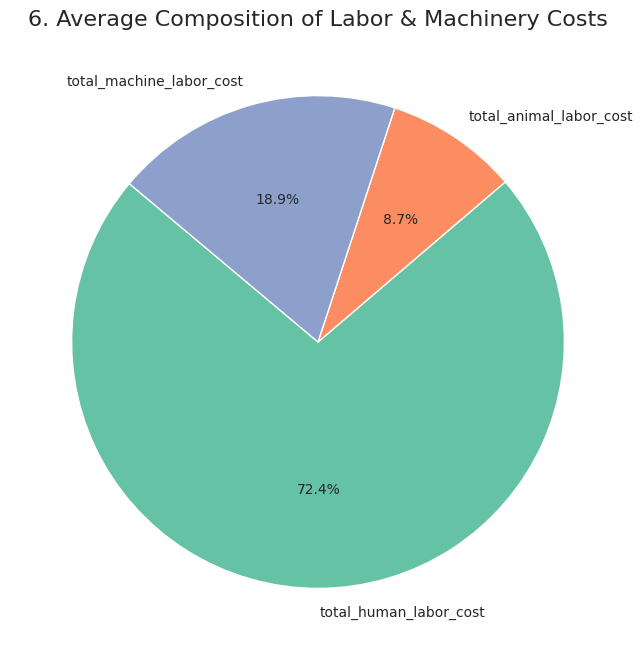 6. Average Composition of Labor & Machinery Costs
total_machine_labor_cost
total_animal_labor_cost
18.9%
8.7%
72.4%
total_human_labor_cost